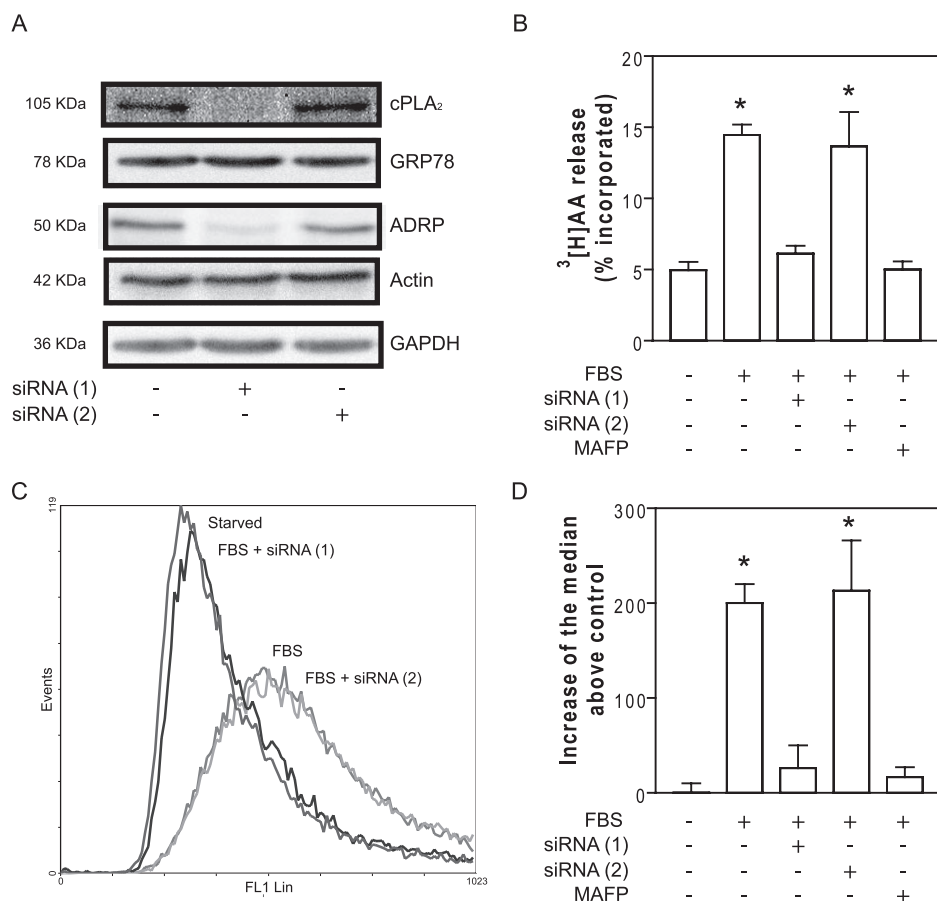 A
105 KDa cPLA₂
78 KDa GRP78
50 KDa ADRP
42 KDa Actin
36 KDa GAPDH
siRNA (1) - + -
siRNA (2) - - +
B
³[H]AA release
(% incorporated)
20
15
10
5
0
FBS - + + + +
siRNA (1) - - + - -
siRNA (2) - - - + -
MAFP - - - - +
* *
C
119
Events
0
Starved
FBS + siRNA (1)
FBS
FBS + siRNA (2)
0 FL1 Lin 1023
D
Increase of the median
above control
300
200
100
0
* *
FBS - + + + +
siRNA (1) - - + - -
siRNA (2) - - - + -
MAFP - - - - +